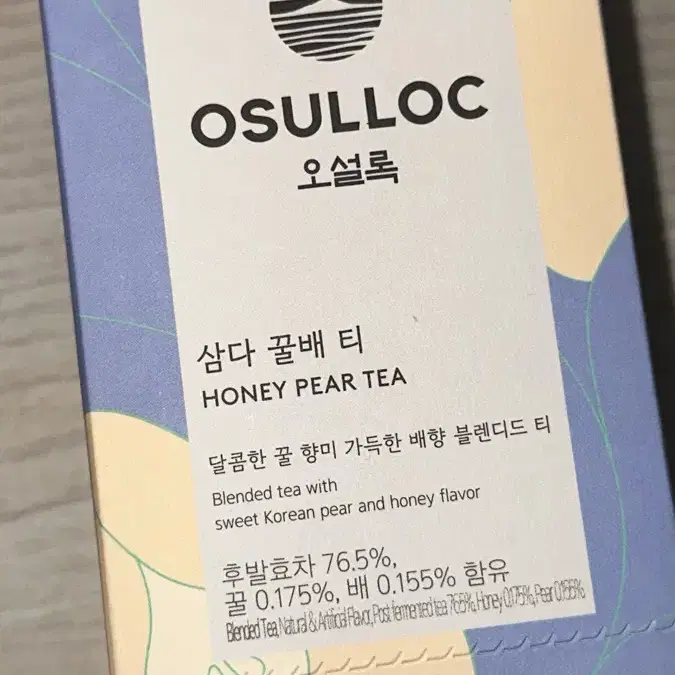 OSULLOC
오설록
삼다 꿀배 티
HONEY PEAR TEA
달콤한 꿀 향미 가득한 배향 블렌디드 티
Blended tea with
sweet Korean pear and honey flavor
후발효차 76.5%,
꿀 0.175%, 배 0.155% 함유
Blended Tea, Natural & Artificial Flavor, Post fermented tea 76.5%, Honey 0.175%, Pear 0.155%